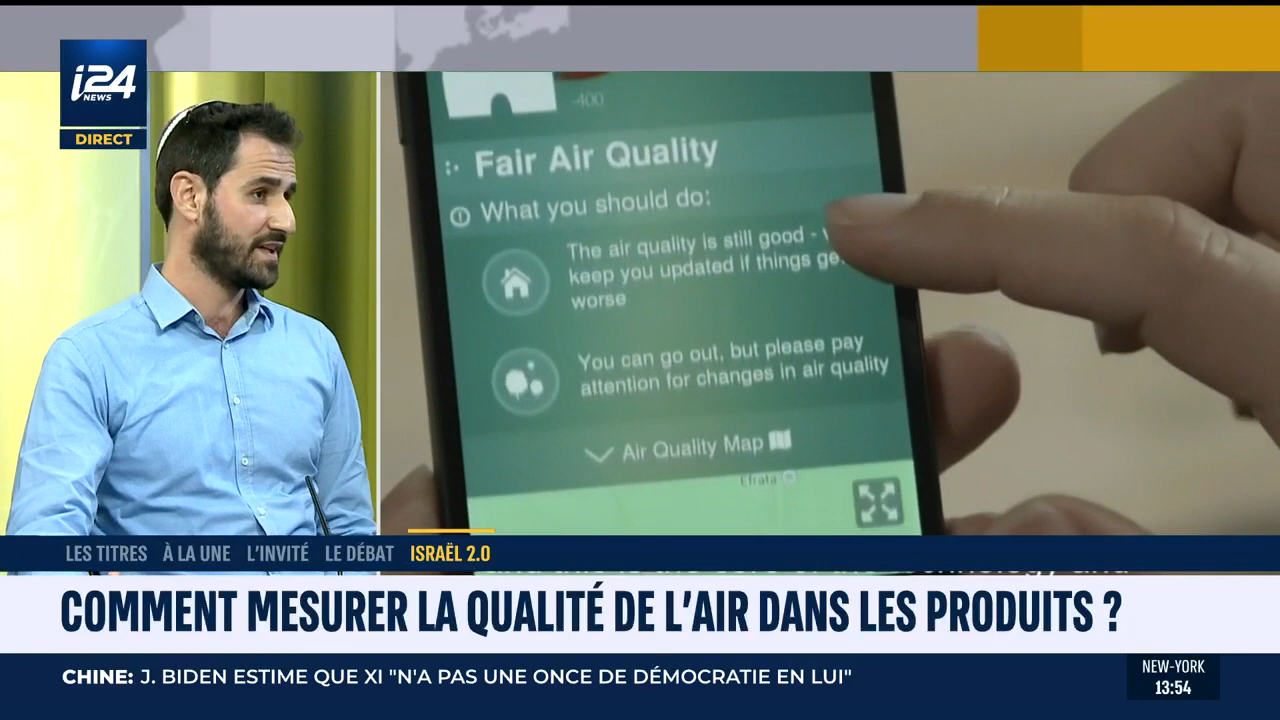 i24
NEWS
DIRECT
-400
Fair Air Quality
What you should do:
The air quality is still good -
keep you updated if things
worse
You can go out, but please pay
attention for changes in air quality
Air Quality Map
Efrata
LES TITRES À LA UNE L'INVITÉ LE DÉBAT ISRAËL 2.0
COMMENT MESURER LA QUALITÉ DE L'AIR DANS LES PRODUITS ?
CHINE: J. BIDEN ESTIME QUE XI "N'A PAS UNE ONCE DE DÉMOCRATIE EN LUI"
NEW-YORK
13:54